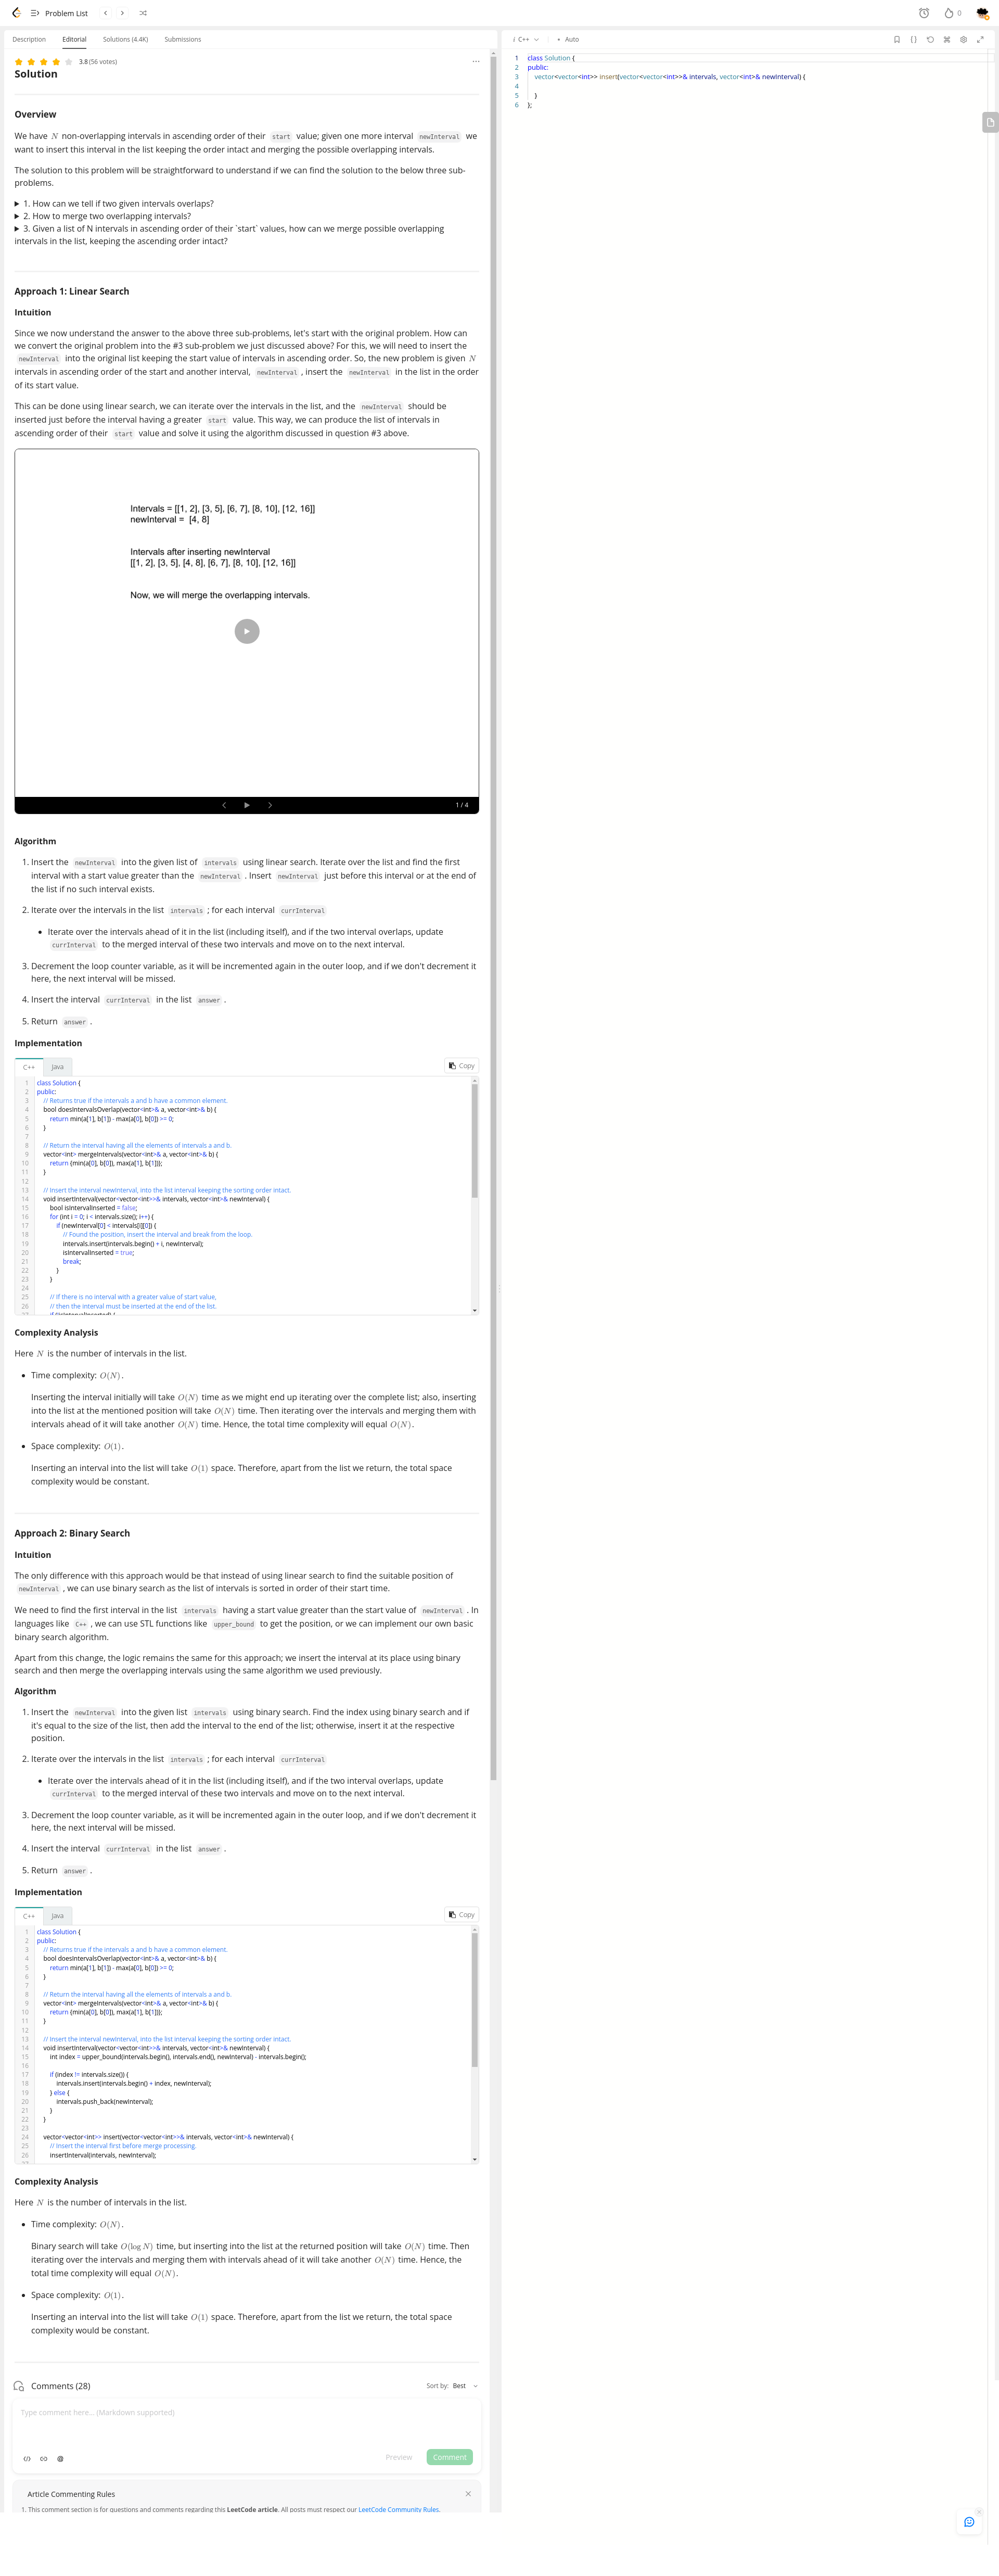 Problem List
0
Description Editorial Solutions (4.4K) Submissions
3.8 (56 votes)
Solution
Overview
We have N non-overlapping intervals in ascending order of their start value; given one more interval newInterval we
want to insert this interval in the list keeping the order intact and merging the possible overlapping intervals.
The solution to this problem will be straightforward to understand if we can find the solution to the below three sub-
problems.
1. How can we tell if two given intervals overlaps?
2. How to merge two overlapping intervals?
3. Given a list of N intervals in ascending order of their `start` values, how can we merge possible overlapping
intervals in the list, keeping the ascending order intact?
Approach 1: Linear Search
Intuition
Since we now understand the answer to the above three sub-problems, let's start with the original problem. How can
we convert the original problem into the #3 sub-problem we just discussed above? For this, we will need to insert the
newInterval into the original list keeping the start value of intervals in ascending order. So, the new problem is given N
intervals in ascending order of the start and another interval, newInterval , insert the newInterval in the list in the order
of its start value.
This can be done using linear search, we can iterate over the intervals in the list, and the newInterval should be
inserted just before the interval having a greater start value. This way, we can produce the list of intervals in
ascending order of their start value and solve it using the algorithm discussed in question #3 above.
Intervals = [[1, 2], [3, 5], [6, 7], [8, 10], [12, 16]]
newInterval = [4, 8]
Intervals after inserting newInterval
[[1, 2], [3, 5], [4, 8], [6, 7], [8, 10], [12, 16]]
Now, we will merge the overlapping intervals.
1 / 4
Algorithm
1. Insert the newInterval into the given list of intervals using linear search. Iterate over the list and find the first
interval with a start value greater than the newInterval . Insert newInterval just before this interval or at the end of
the list if no such interval exists.
2. Iterate over the intervals in the list intervals ; for each interval currInterval
• Iterate over the intervals ahead of it in the list (including itself), and if the two interval overlaps, update
currInterval to the merged interval of these two intervals and move on to the next interval.
3. Decrement the loop counter variable, as it will be incremented again in the outer loop, and if we don't decrement it
here, the next interval will be missed.
4. Insert the interval currInterval in the list answer .
5. Return answer .
Implementation
C++ Java Copy
1 class Solution {
2 public:
3 // Returns true if the intervals a and b have a common element.
4 bool doesIntervalsOverlap(vector<int>& a, vector<int>& b) {
5 return min(a[1], b[1]) - max(a[0], b[0]) >= 0;
6 }
7
8 // Return the interval having all the elements of intervals a and b.
9 vector<int> mergeIntervals(vector<int>& a, vector<int>& b) {
10 return {min(a[0], b[0]), max(a[1], b[1])};
11 }
12
13 // Insert the interval newInterval, into the list interval keeping the sorting order intact.
14 void insertInterval(vector<vector<int>>& intervals, vector<int>& newInterval) {
15 bool isIntervalInserted = false;
16 for (int i = 0; i < intervals.size(); i++) {
17 if (newInterval[0] < intervals[i][0]) {
18 // Found the position, insert the interval and break from the loop.
19 intervals.insert(intervals.begin() + i, newInterval);
20 isIntervalInserted = true;
21 break;
22 }
23 }
24
25 // If there is no interval with a greater value of start value,
26 // then the interval must be inserted at the end of the list.
Complexity Analysis
Here N is the number of intervals in the list.
• Time complexity: O(N).
Inserting the interval initially will take O(N) time as we might end up iterating over the complete list; also, inserting
into the list at the mentioned position will take O(N) time. Then iterating over the intervals and merging them with
intervals ahead of it will take another O(N) time. Hence, the total time complexity will equal O(N).
• Space complexity: O(1).
Inserting an interval into the list will take O(1) space. Therefore, apart from the list we return, the total space
complexity would be constant.
Approach 2: Binary Search
Intuition
The only difference with this approach would be that instead of using linear search to find the suitable position of
newInterval , we can use binary search as the list of intervals is sorted in order of their start time.
We need to find the first interval in the list intervals having a start value greater than the start value of newInterval . In
languages like C++ , we can use STL functions like upper_bound to get the position, or we can implement our own basic
binary search algorithm.
Apart from this change, the logic remains the same for this approach; we insert the interval at its place using binary
search and then merge the overlapping intervals using the same algorithm we used previously.
Algorithm
1. Insert the newInterval into the given list intervals using binary search. Find the index using binary search and if
it's equal to the size of the list, then add the interval to the end of the list; otherwise, insert it at the respective
position.
2. Iterate over the intervals in the list intervals ; for each interval currInterval
• Iterate over the intervals ahead of it in the list (including itself), and if the two interval overlaps, update
currInterval to the merged interval of these two intervals and move on to the next interval.
3. Decrement the loop counter variable, as it will be incremented again in the outer loop, and if we don't decrement it
here, the next interval will be missed.
4. Insert the interval currInterval in the list answer .
5. Return answer .
Implementation
C++ Java Copy
1 class Solution {
2 public:
3 // Returns true if the intervals a and b have a common element.
4 bool doesIntervalsOverlap(vector<int>& a, vector<int>& b) {
5 return min(a[1], b[1]) - max(a[0], b[0]) >= 0;
6 }
7
8 // Return the interval having all the elements of intervals a and b.
9 vector<int> mergeIntervals(vector<int>& a, vector<int>& b) {
10 return {min(a[0], b[0]), max(a[1], b[1])};
11 }
12
13 // Insert the interval newInterval, into the list interval keeping the sorting order intact.
14 void insertInterval(vector<vector<int>>& intervals, vector<int>& newInterval) {
15 int index = upper_bound(intervals.begin(), intervals.end(), newInterval) - intervals.begin();
16
17 if (index != intervals.size()) {
18 intervals.insert(intervals.begin() + index, newInterval);
19 } else {
20 intervals.push_back(newInterval);
21 }
22 }
23
24 vector<vector<int>> insert(vector<vector<int>>& intervals, vector<int>& newInterval) {
25 // Insert the interval first before merge processing.
26 insertInterval(intervals, newInterval);
Complexity Analysis
Here N is the number of intervals in the list.
• Time complexity: O(N).
Binary search will take O(log N) time, but inserting into the list at the returned position will take O(N) time. Then
iterating over the intervals and merging them with intervals ahead of it will take another O(N) time. Hence, the
total time complexity will equal O(N).
• Space complexity: O(1).
Inserting an interval into the list will take O(1) space. Therefore, apart from the list we return, the total space
complexity would be constant.
Comments (28) Sort by: Best
Type comment here... (Markdown supported)
Preview Comment
Article Commenting Rules
1. This comment section is for questions and comments regarding this LeetCode article. All posts must respect our LeetCode Community Rules.
i C++ • Auto
1 class Solution {
2 public:
3 vector<vector<int>> insert(vector<vector<int>>& intervals, vector<int>& newInterval) {
4
5 }
6 };